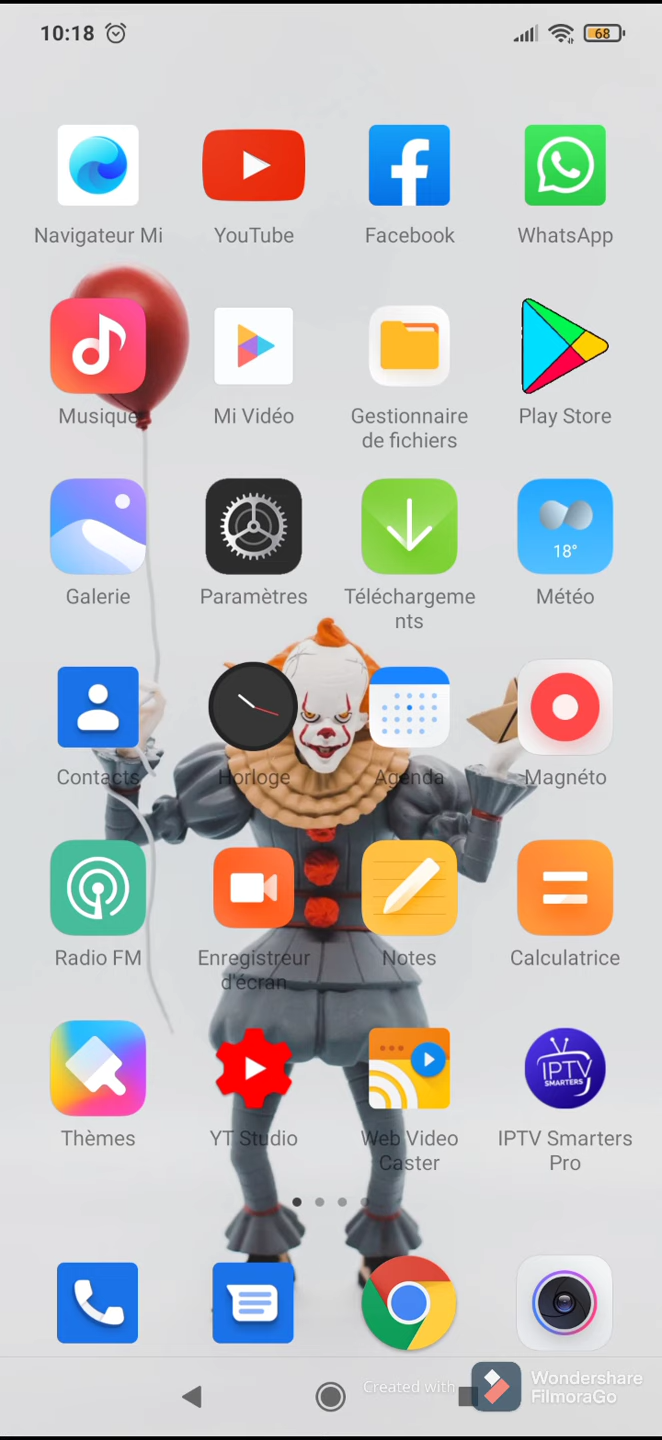 10:18
68
Navigateur Mi
YouTube
Facebook
WhatsApp
Musique
Mi Vidéo
Gestionnaire
de fichiers
Play Store
18°
Galerie
Paramètres
Téléchargeme
nts
Météo
Contacts
Horloge
Agenda
Magnéto
Radio FM
Enregistreur
d'écran
Notes
Calculatrice
IPTV
SMARTERS
Thèmes
YT Studio
Web Video
Caster
IPTV Smarters
Pro
Created with
Wondershare
FilmoraGo